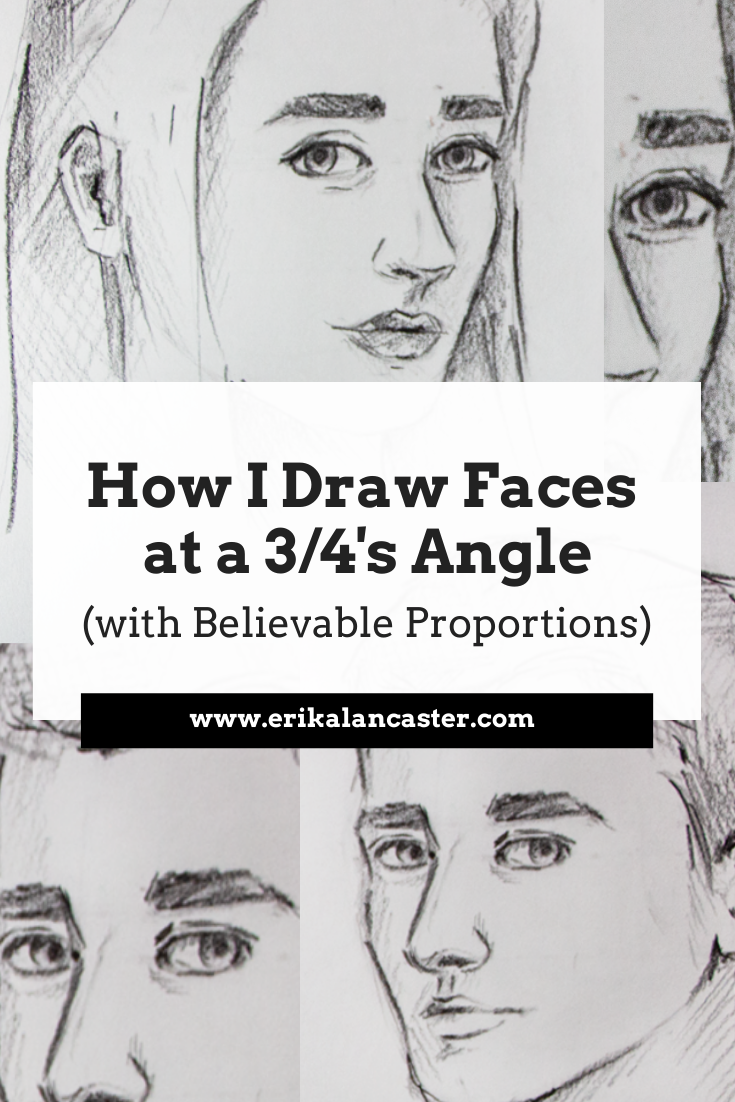 How I Draw Faces
at a 3/4's Angle
(with Believable Proportions)
www.erikalancaster.com